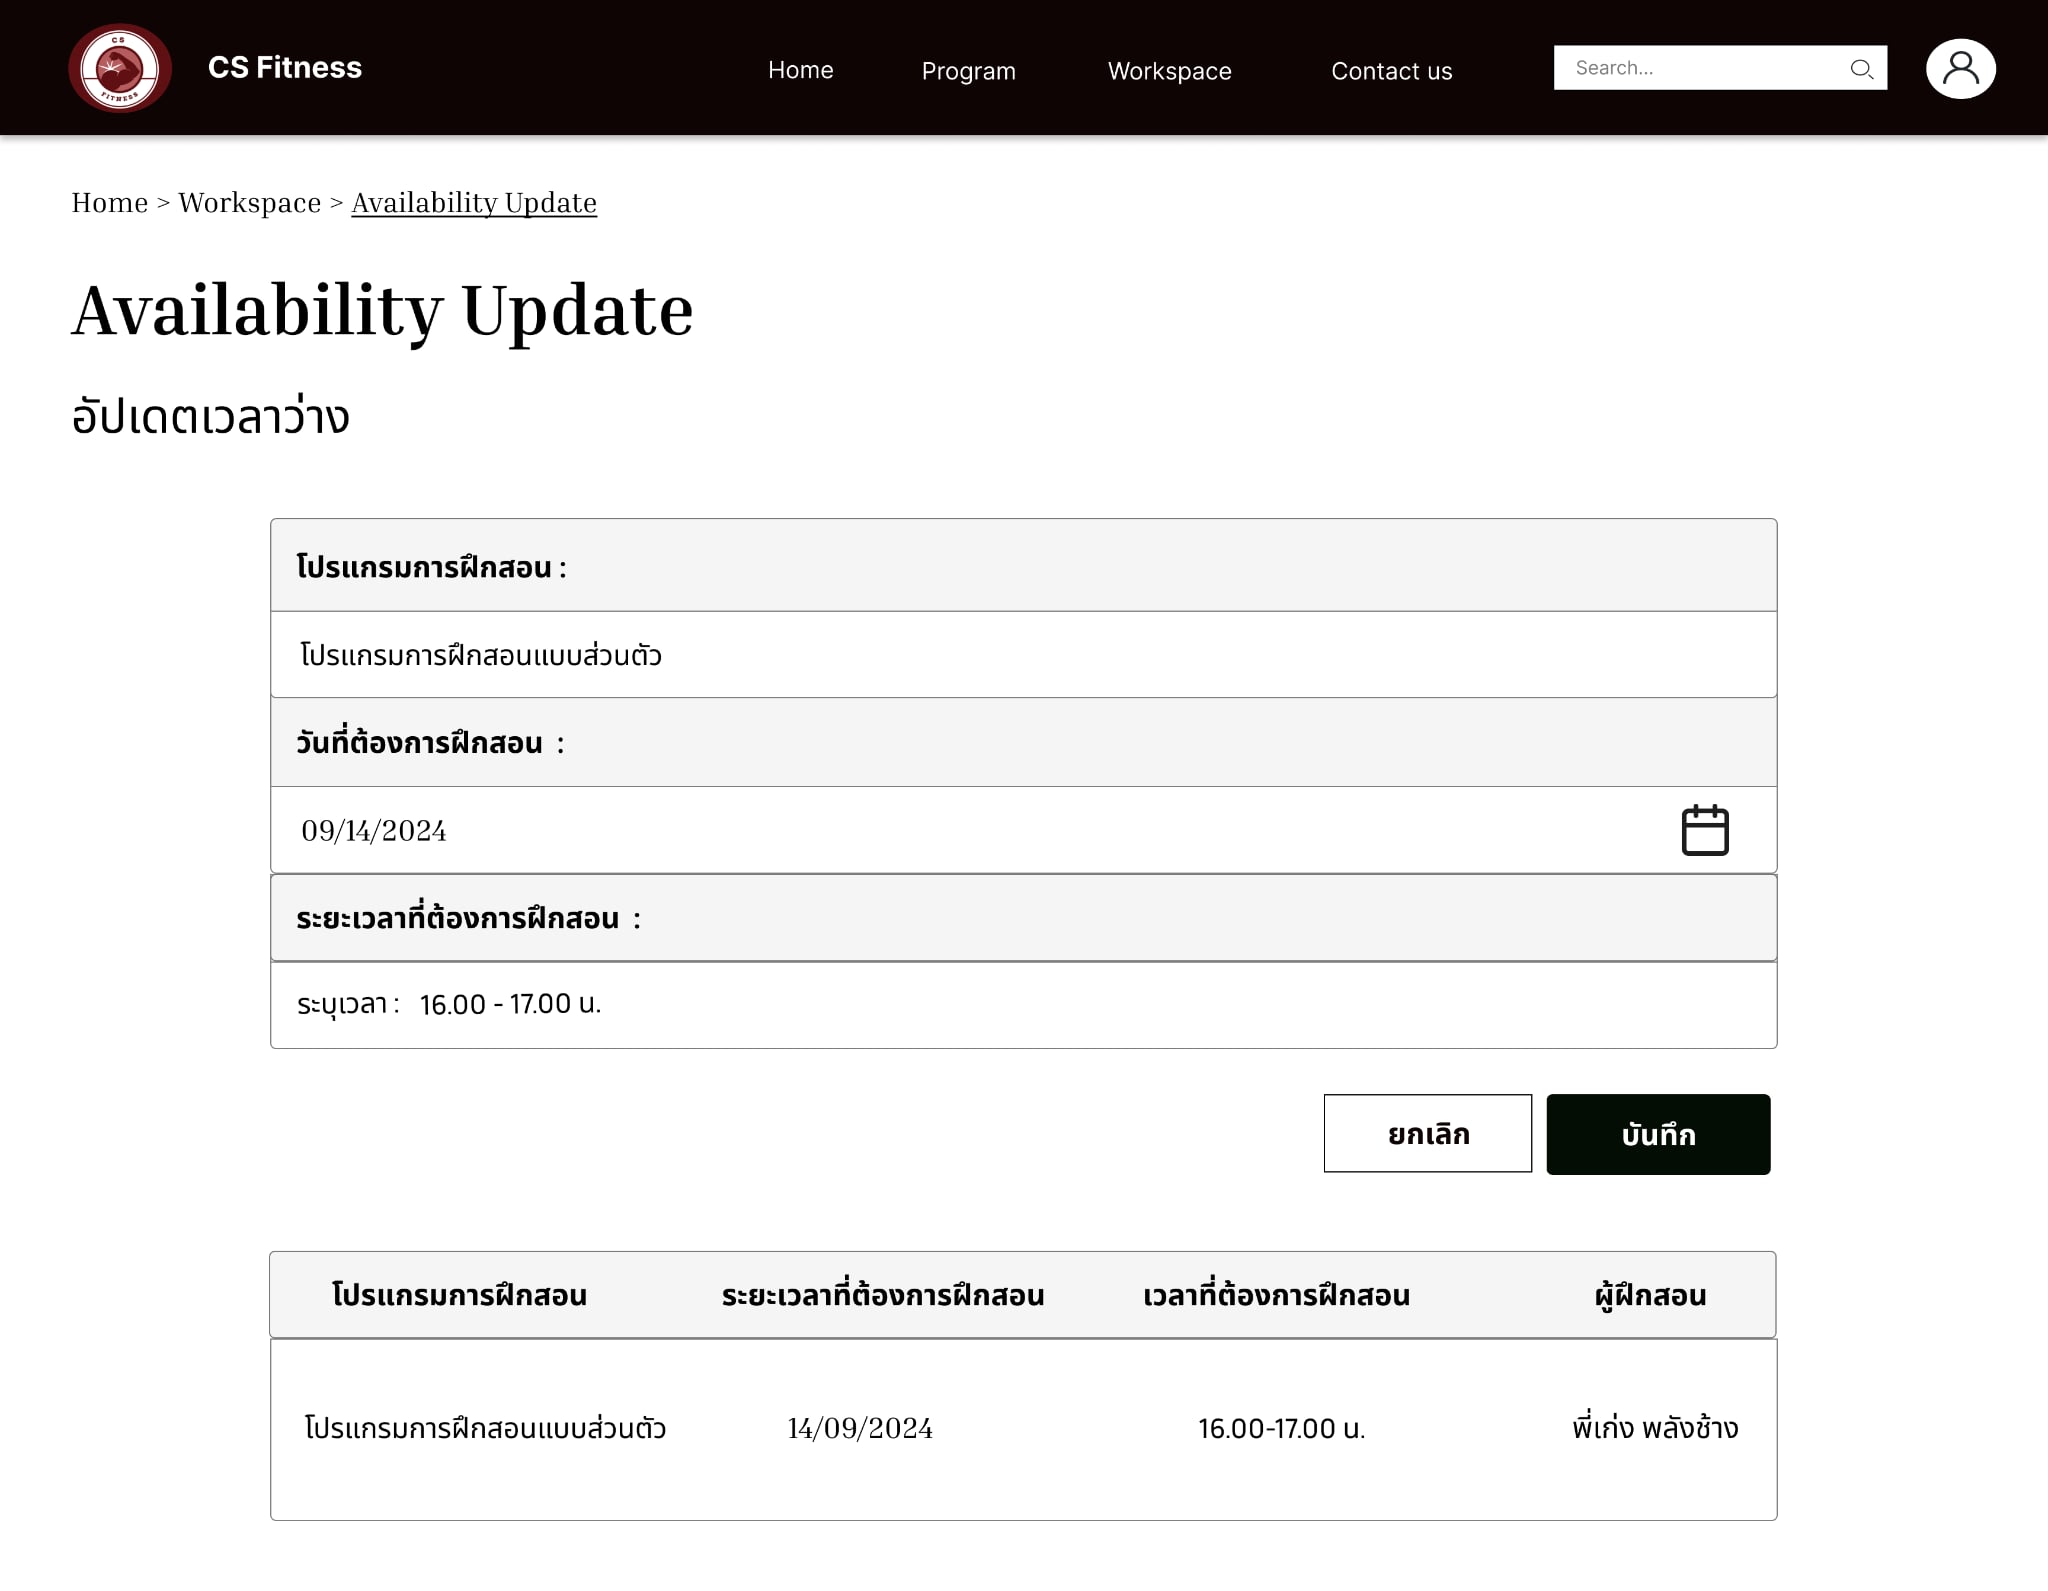 CS
FITNESS
CS Fitness
Home
Program
Workspace
Contact us
Search...
Home > Workspace > Availability Update
Availability Update
อัปเดตเวลาว่าง
โปรแกรมการฝึกสอน :
โปรแกรมการฝึกสอนแบบส่วนตัว
วันที่ต้องการฝึกสอน :
09/14/2024
ระยะเวลาที่ต้องการฝึกสอน :
ระบุเวลา : 16.00 - 17.00 น.
ยกเลิก
บันทึก
โปรแกรมการฝึกสอน ระยะเวลาที่ต้องการฝึกสอน เวลาที่ต้องการฝึกสอน ผู้ฝึกสอน
โปรแกรมการฝึกสอนแบบส่วนตัว 14/09/2024 16.00-17.00 น. พี่เก่ง พลังช้าง